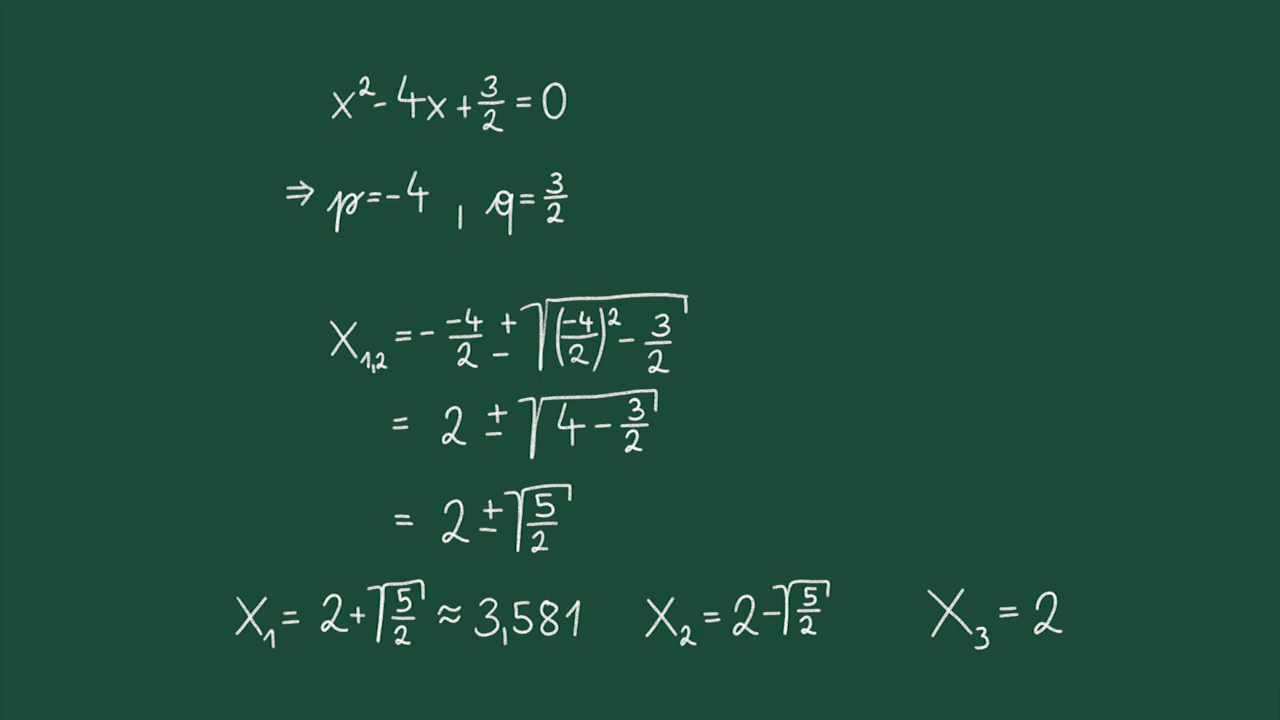 x² - 4x + 3/2 = 0
⇒ p = -4 , q = 3/2
X₁,₂ = - -4/2 ± √((-4/2)² - 3/2)
= 2 ± √(4 - 3/2)
= 2 ± √(5/2)
X₁ = 2 + √(5/2) ≈ 3,581 X₂ = 2 - √(5/2) X₃ = 2